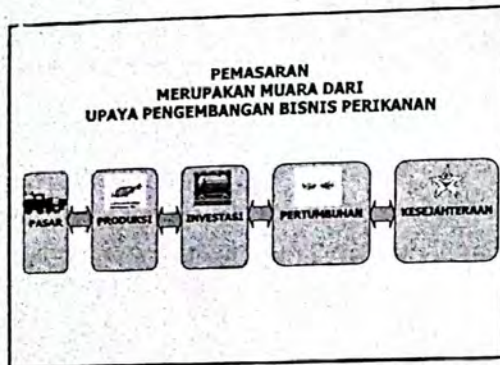 PEMASARAN
MERUPAKAN MUARA DARI
UPAYA PENGEMBANGAN BISNIS PERIKANAN
PASAR PRODUKSI INVESTASI PERTUMBUHAN KESEJAHTERAAN